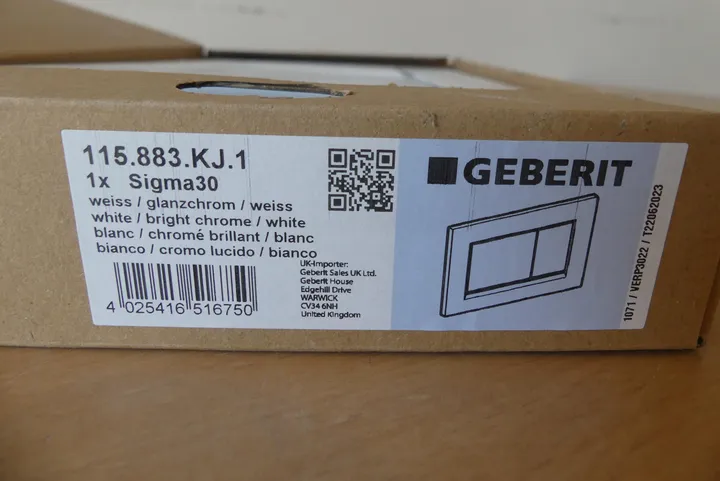 115.883.KJ.1
1x Sigma30
weiss / glanzchrom / weiss
white / bright chrome / white
blanc / chromé brillant / blanc
bianco / cromo lucido / bianco
4 025416 516750
UK-Importer:
Geberit Sales UK Ltd.
Geberit House
Edgehill Drive
WARWICK
CV34 6NH
United Kingdom
GEBERIT
1071 / VERP3022 / T22062023